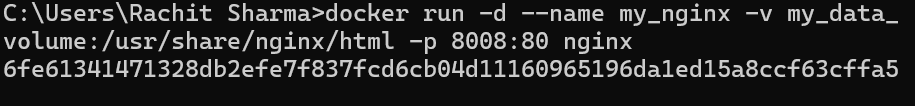 C:\Users\Rachit Sharma>docker run -d --name my_nginx -v my_data_
volume:/usr/share/nginx/html -p 8008:80 nginx
6fe61341471328db2efe7f837fcd6cb04d11160965196da1ed15a8ccf63cffa5